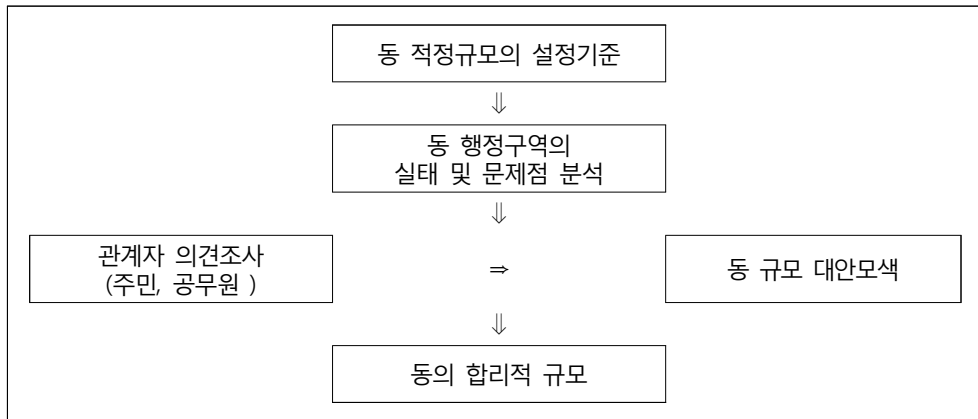 동 적정규모의 설정기준
⇓
동 행정구역의
실태 및 문제점 분석
⇓
관계자 의견조사
(주민, 공무원 )
⇒
동 규모 대안모색
⇓
동의 합리적 규모